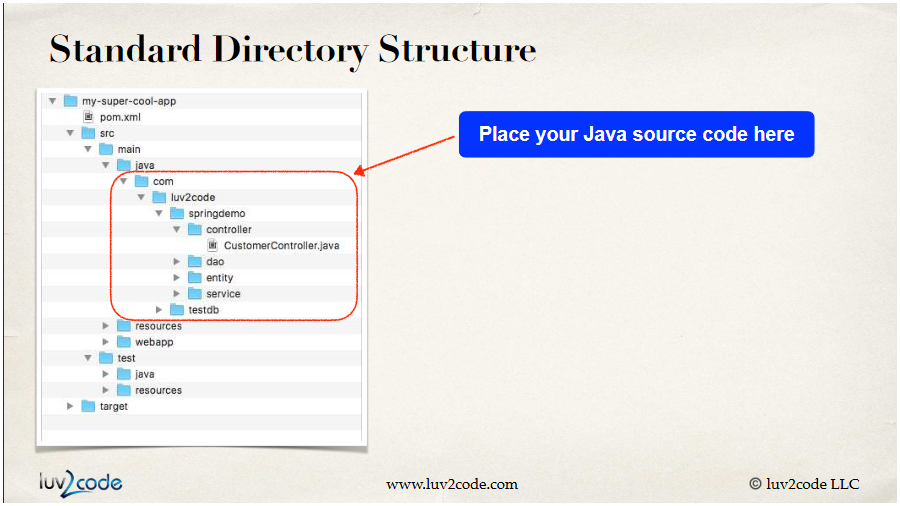 Standard Directory Structure
my-super-cool-app
pom.xml
src
main
java
com
luv2code
springdemo
controller
CustomerController.java
dao
entity
service
testdb
resources
webapp
test
java
resources
target
Place your Java source code here
luv2code
www.luv2code.com
© luv2code LLC